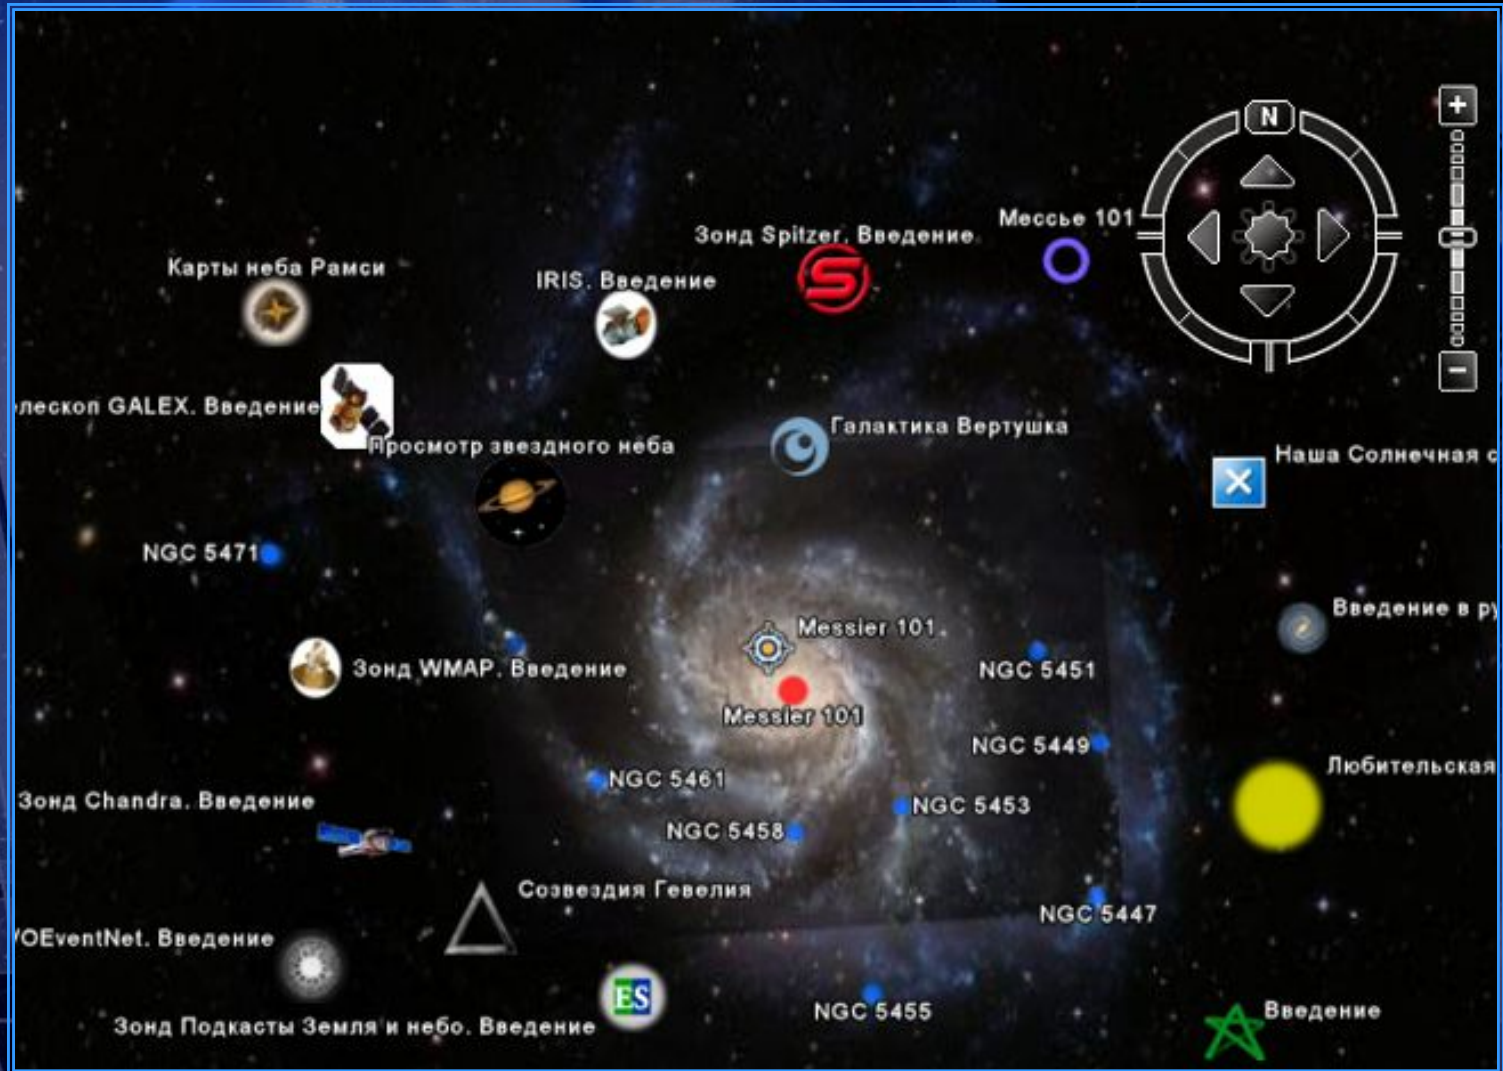 N
Мессье 101
Зонд Spitzer. Введение
Карты неба Рамси
IRIS. Введение
елескоп GALEX. Введение
Галактика Вертушка
Просмотр звездного неба
Наша Солнечная с
NGC 5471
Введение в ру
Messier 101
Зонд WMAP. Введение
NGC 5451
Messier 101
NGC 5449
Любительская
NGC 5461
Зонд Chandra. Введение
NGC 5453
NGC 5458
Созвездия Гевелия
NGC 5447
VOEventNet. Введение
ES
NGC 5455
Введение
Зонд Подкасты Земля и небо. Введение